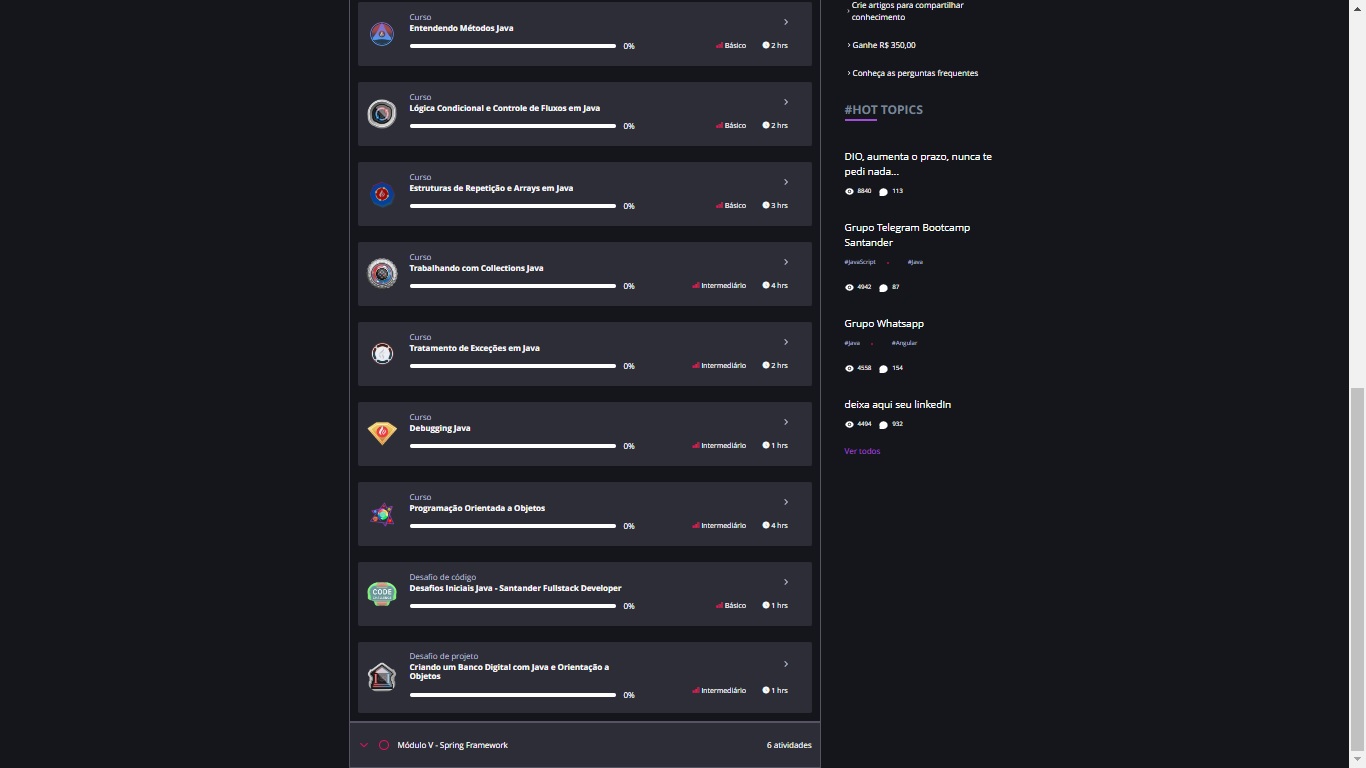 Curso
Entendendo Métodos Java
0%
Básico
2 hrs
Curso
Lógica Condicional e Controle de Fluxos em Java
0%
Básico
2 hrs
Curso
Estruturas de Repetição e Arrays em Java
0%
Básico
3 hrs
Curso
Trabalhando com Collections Java
0%
Intermediário
4 hrs
Curso
Tratamento de Exceções em Java
0%
Intermediário
2 hrs
Curso
Debugging Java
0%
Intermediário
1 hrs
Curso
Programação Orientada a Objetos
0%
Intermediário
4 hrs
CODE
Desafio de código
Desafios Iniciais Java - Santander Fullstack Developer
0%
Básico
1 hrs
Desafio de projeto
Criando um Banco Digital com Java e Orientação a
Objetos
0%
Intermediário
1 hrs
Módulo V - Spring Framework
6 atividades
Crie artigos para compartilhar
conhecimento
Ganhe R$ 350,00
Conheça as perguntas frequentes
#HOT TOPICS
DIO, aumenta o prazo, nunca te
pedi nada...
8840 113
Grupo Telegram Bootcamp
Santander
#JavaScript #Java
4942 87
Grupo Whatsapp
#Java #Angular
4558 154
deixa aqui seu linkedIn
4494 932
Ver todos